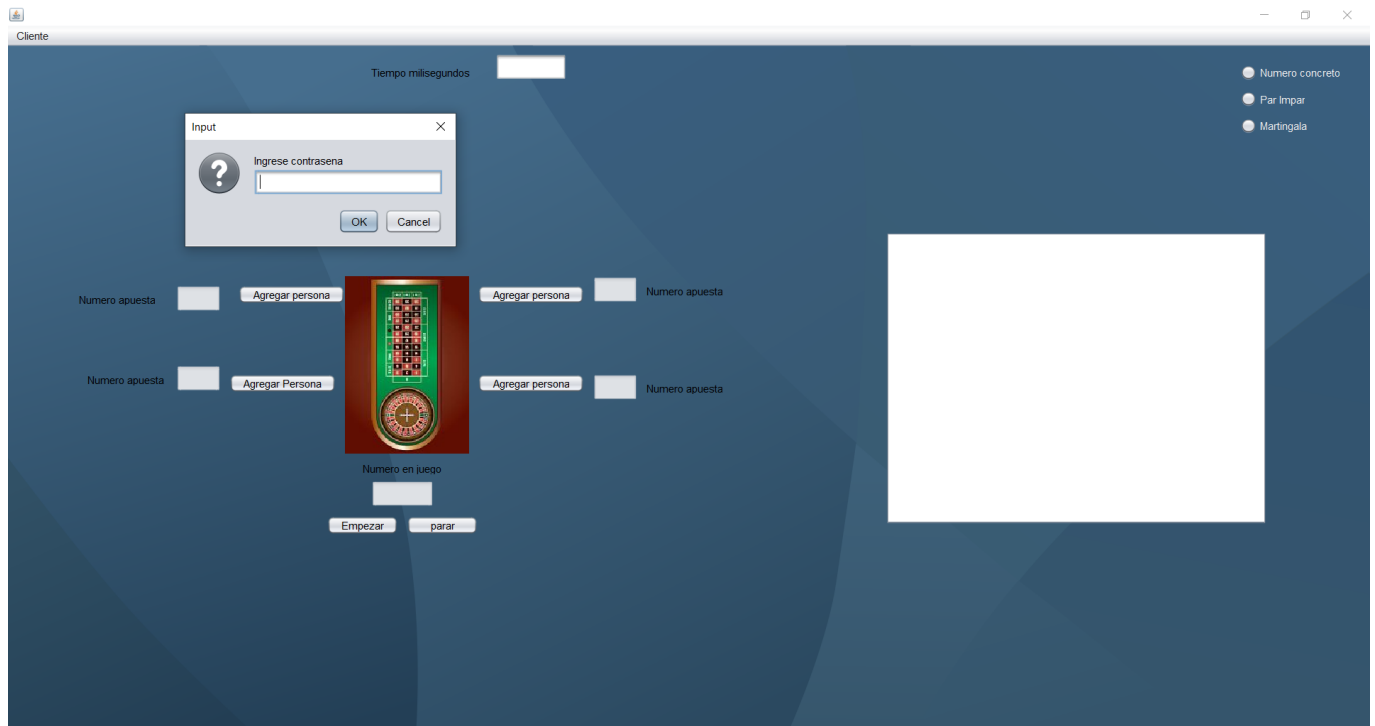 Cliente
Tiempo milisegundos
Numero concreto
Par Impar
Martingala
Input
Ingrese contrasena
OK Cancel
Numero apuesta
Agregar persona
Agregar persona
Numero apuesta
Numero apuesta
Agregar Persona
Agregar persona
Numero apuesta
Numero en juego
Empezar
parar